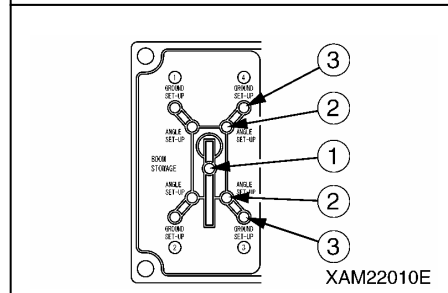 ① ④ ③
GROUND
SET-UP
GROUND
SET-UP
②
ANGLE
SET-UP
ANGLE
SET-UP
BOOM
STOWAGE
①
ANGLE
SET-UP
ANGLE
SET-UP
②
GROUND
SET-UP
GROUND
SET-UP
③
② ③
XAM22010E